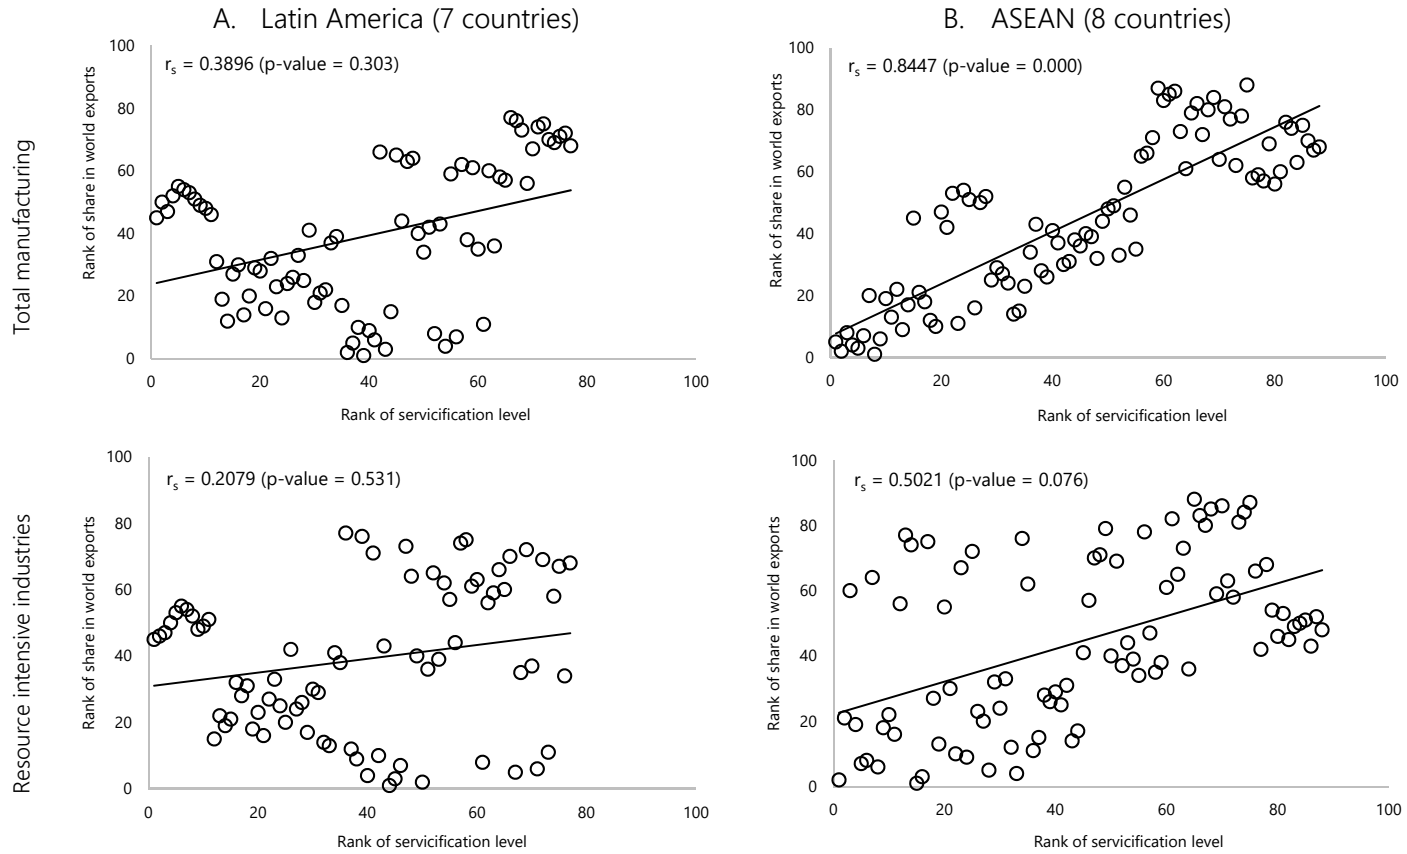 A. Latin America (7 countries)
B. ASEAN (8 countries)
Total manufacturing
Rank of share in world exports
100
80
60
40
20
0
r_s = 0.3896 (p-value = 0.303)
0 20 40 60 80 100
Rank of servicification level
Rank of share in world exports
100
80
60
40
20
0
r_s = 0.8447 (p-value = 0.000)
0 20 40 60 80 100
Rank of servicification level
Resource intensive industries
Rank of share in world exports
100
80
60
40
20
0
r_s = 0.2079 (p-value = 0.531)
0 20 40 60 80 100
Rank of servicification level
Rank of share in world exports
100
80
60
40
20
0
r_s = 0.5021 (p-value = 0.076)
0 20 40 60 80 100
Rank of servicification level